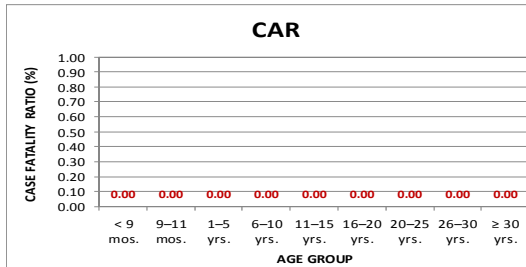 CAR
CASE FATALITY RATIO (%)
1.00
0.90
0.80
0.70
0.60
0.50
0.40
0.30
0.20
0.10
0.00
0.00 0.00 0.00 0.00 0.00 0.00 0.00 0.00 0.00
< 9 9–11 1–5 6–10 11–15 16–20 20–25 26–30 ≥ 30
mos. mos. yrs. yrs. yrs. yrs. yrs. yrs. yrs.
AGE GROUP